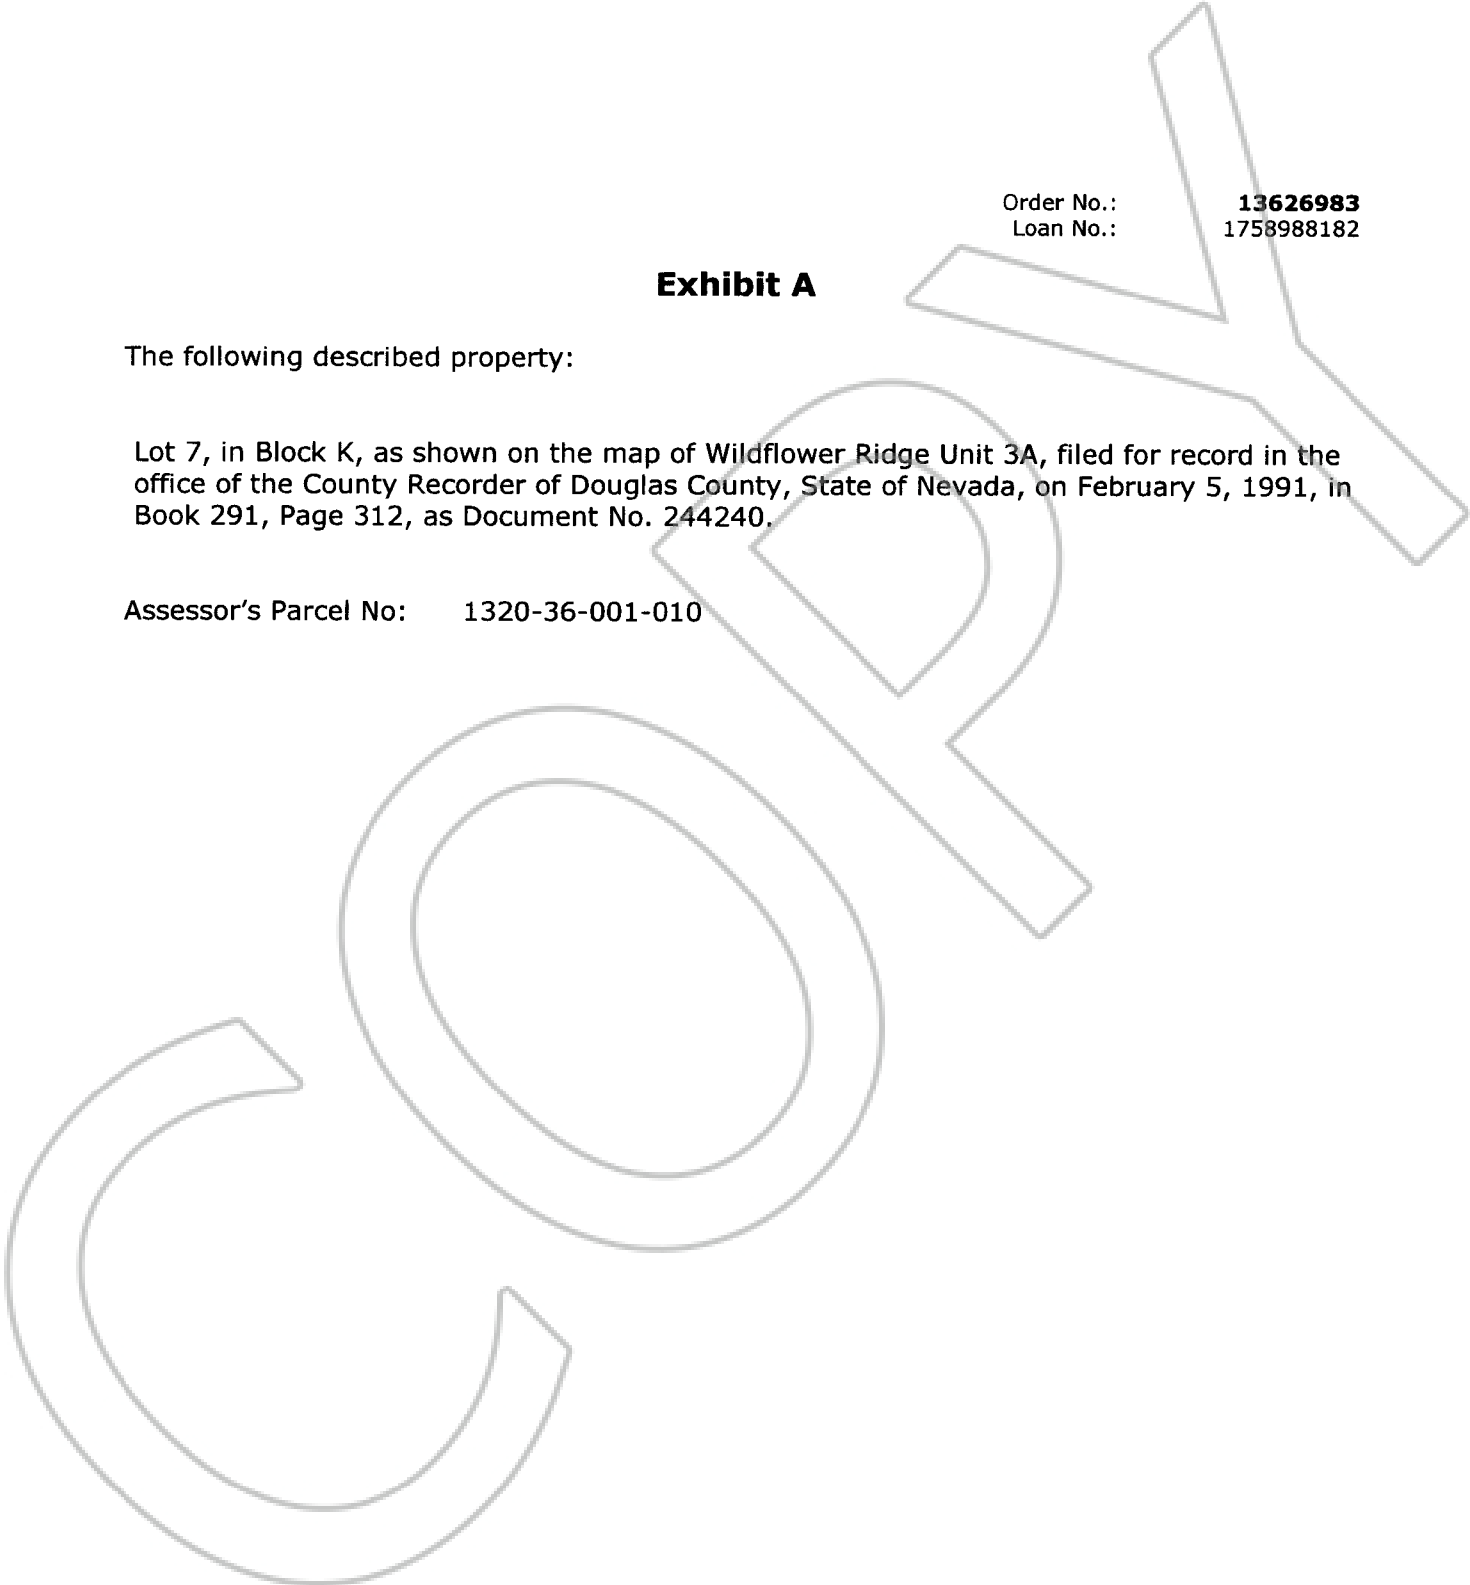 Order No.: 13626983
Loan No.: 1758988182
Exhibit A
The following described property:
Lot 7, in Block K, as shown on the map of Wildflower Ridge Unit 3A, filed for record in the
office of the County Recorder of Douglas County, State of Nevada, on February 5, 1991, in
Book 291, Page 312, as Document No. 244240.
Assessor's Parcel No: 1320-36-001-010
COPY